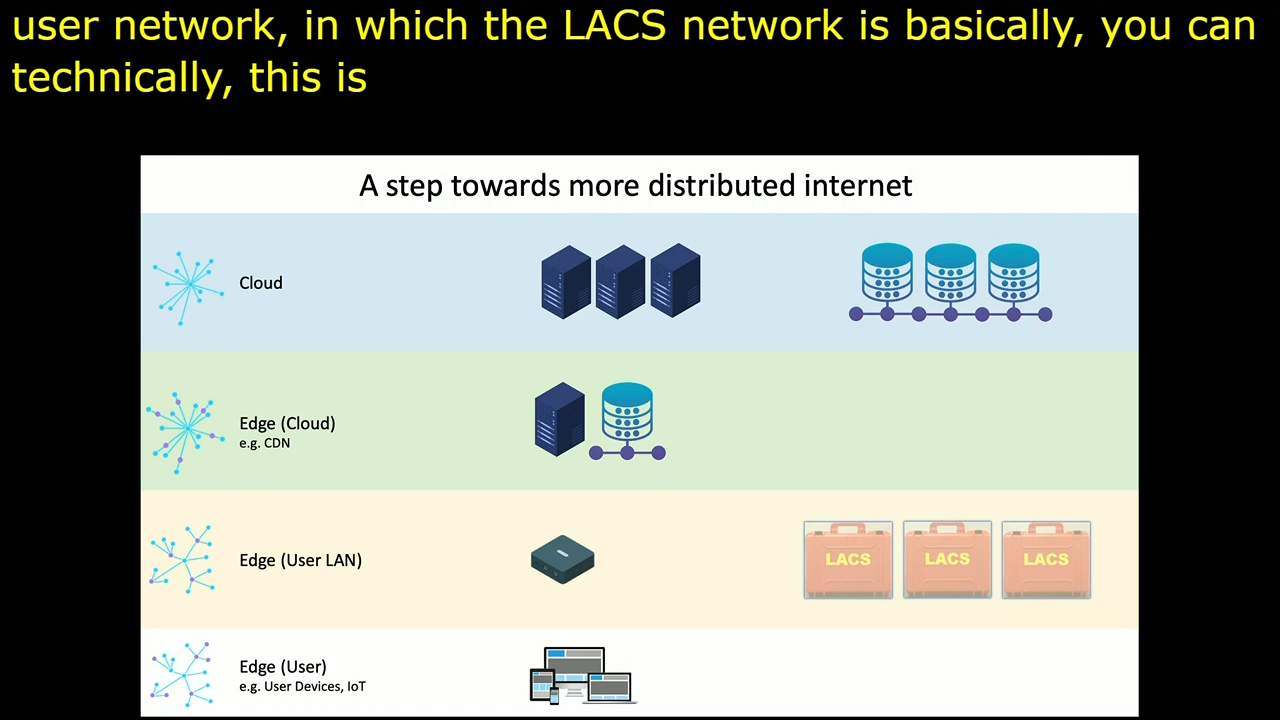 user network, in which the LACS network is basically, you can
technically, this is
A step towards more distributed internet
Cloud
Edge (Cloud)
e.g. CDN
Edge (User LAN)
LACS LACS LACS
Edge (User)
e.g. User Devices, IoT